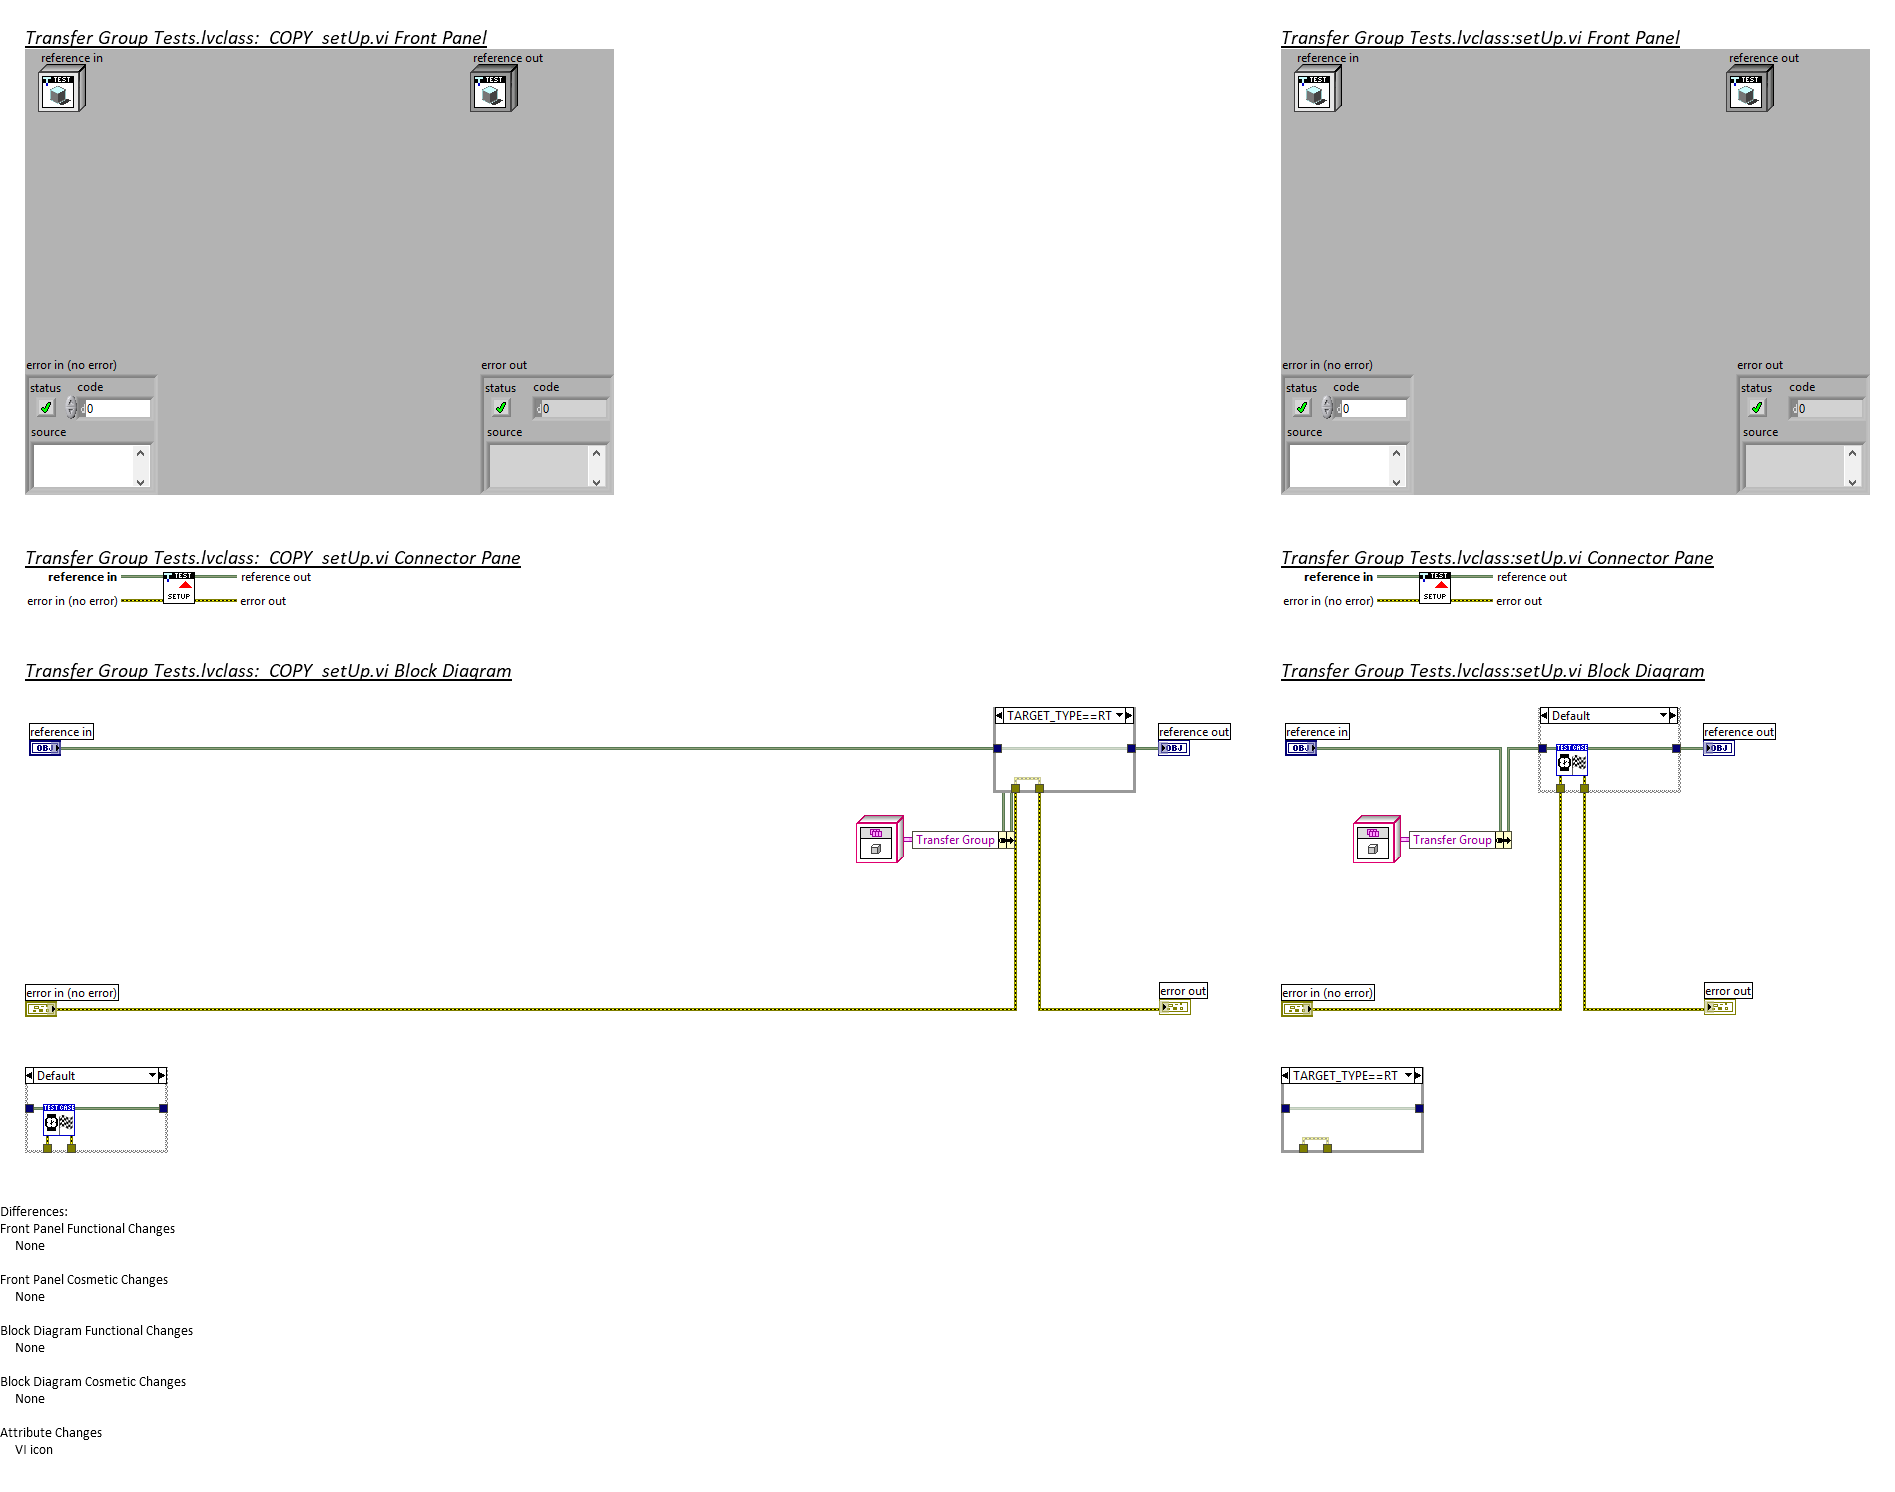 Transfer Group Tests.lvclass:  COPY  setUp.vi Front Panel
reference in
reference out
TEST
TEST
error in (no error)
error out
status code
status code
0
0
source
source
Transfer Group Tests.lvclass:setUp.vi Front Panel
reference in
reference out
TEST
TEST
error in (no error)
error out
status code
status code
0
0
source
source
Transfer Group Tests.lvclass:  COPY  setUp.vi Connector Pane
reference in
TEST
reference out
error in (no error)
SETUP
error out
Transfer Group Tests.lvclass:setUp.vi Connector Pane
reference in
TEST
reference out
error in (no error)
SETUP
error out
Transfer Group Tests.lvclass:  COPY  setUp.vi Block Diagram
TARGET_TYPE==RT
reference in
reference out
OBJ
OBJ
Transfer Group
error in (no error)
error out
Default
TEST CASE
Transfer Group Tests.lvclass:setUp.vi Block Diagram
Default
reference in
reference out
OBJ
TEST CASE
OBJ
Transfer Group
error in (no error)
error out
TARGET_TYPE==RT
Differences:
Front Panel Functional Changes
None
Front Panel Cosmetic Changes
None
Block Diagram Functional Changes
None
Block Diagram Cosmetic Changes
None
Attribute Changes
VI icon